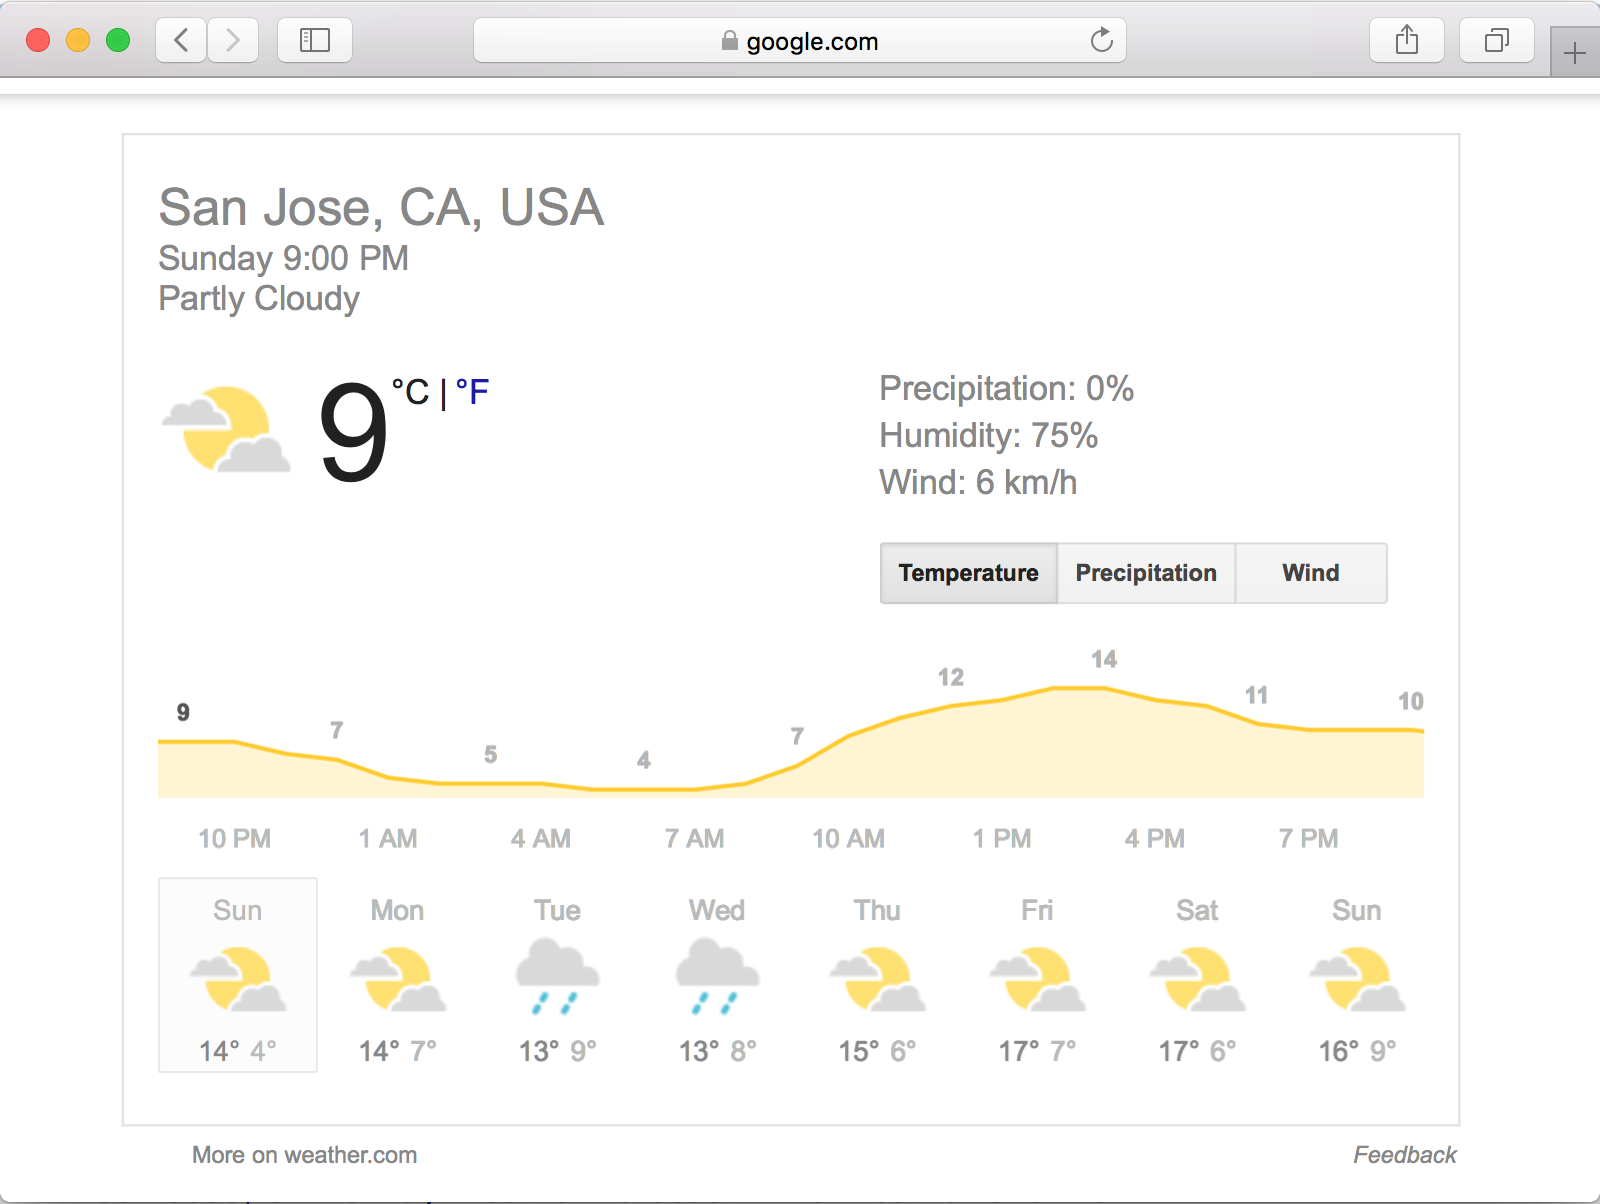 google.com
San Jose, CA, USA
Sunday 9:00 PM
Partly Cloudy
9 °C | °F
Precipitation: 0%
Humidity: 75%
Wind: 6 km/h
Temperature Precipitation Wind
9 7 5 4 7 12 14 11 10
10 PM 1 AM 4 AM 7 AM 10 AM 1 PM 4 PM 7 PM
Sun Mon Tue Wed Thu Fri Sat Sun
14° 4° 14° 7° 13° 9° 13° 8° 15° 6° 17° 7° 17° 6° 16° 9°
More on weather.com Feedback